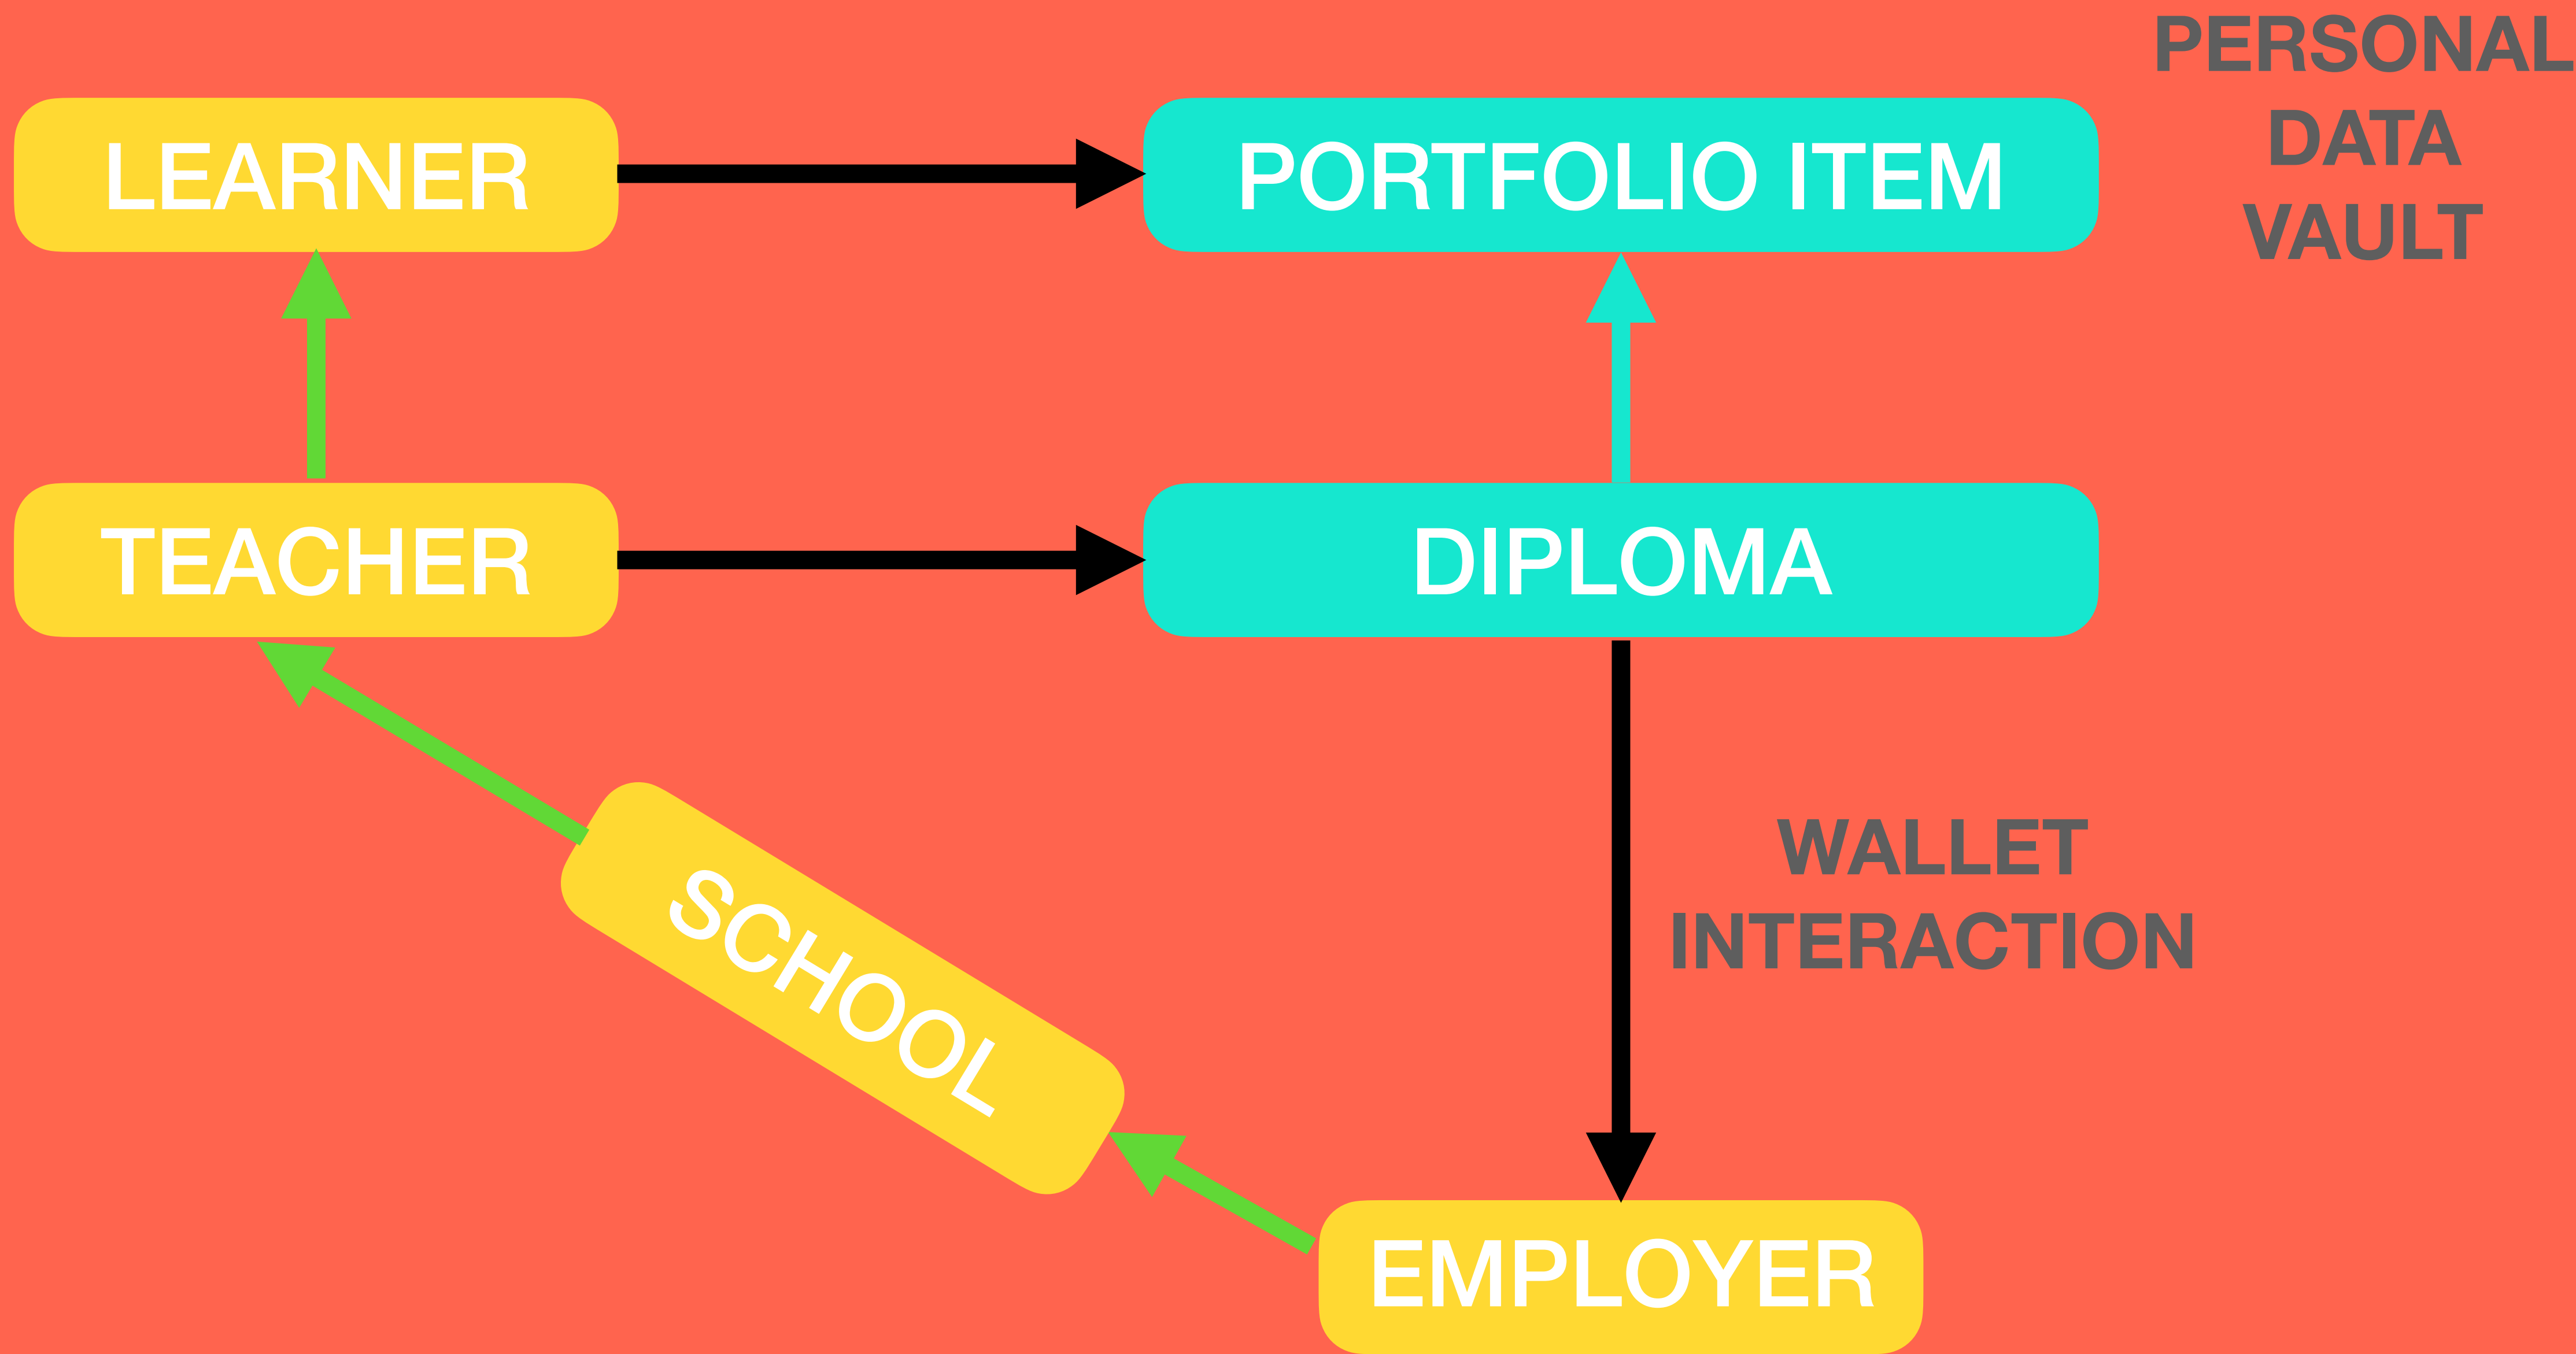 PERSONAL
DATA
VAULT
LEARNER
PORTFOLIO ITEM
TEACHER
DIPLOMA
SCHOOL
WALLET
INTERACTION
EMPLOYER